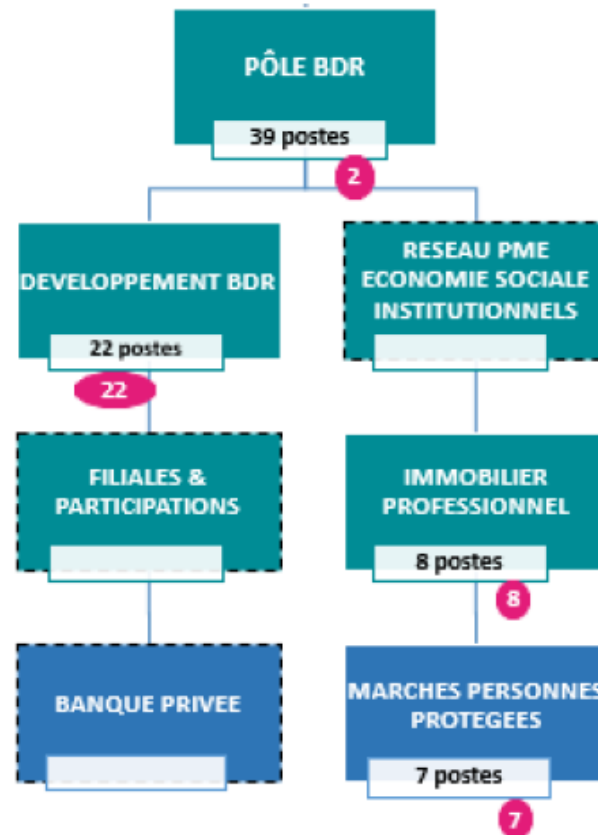 PÔLE BDR
39 postes
2
DEVELOPPEMENT BDR
22 postes
22
RESEAU PME
ECONOMIE SOCIALE
INSTITUTIONNELS
FILIALES &
PARTICIPATIONS
IMMOBILIER
PROFESSIONNEL
8 postes
8
BANQUE PRIVEE
MARCHES PERSONNES
PROTEGEES
7 postes
7